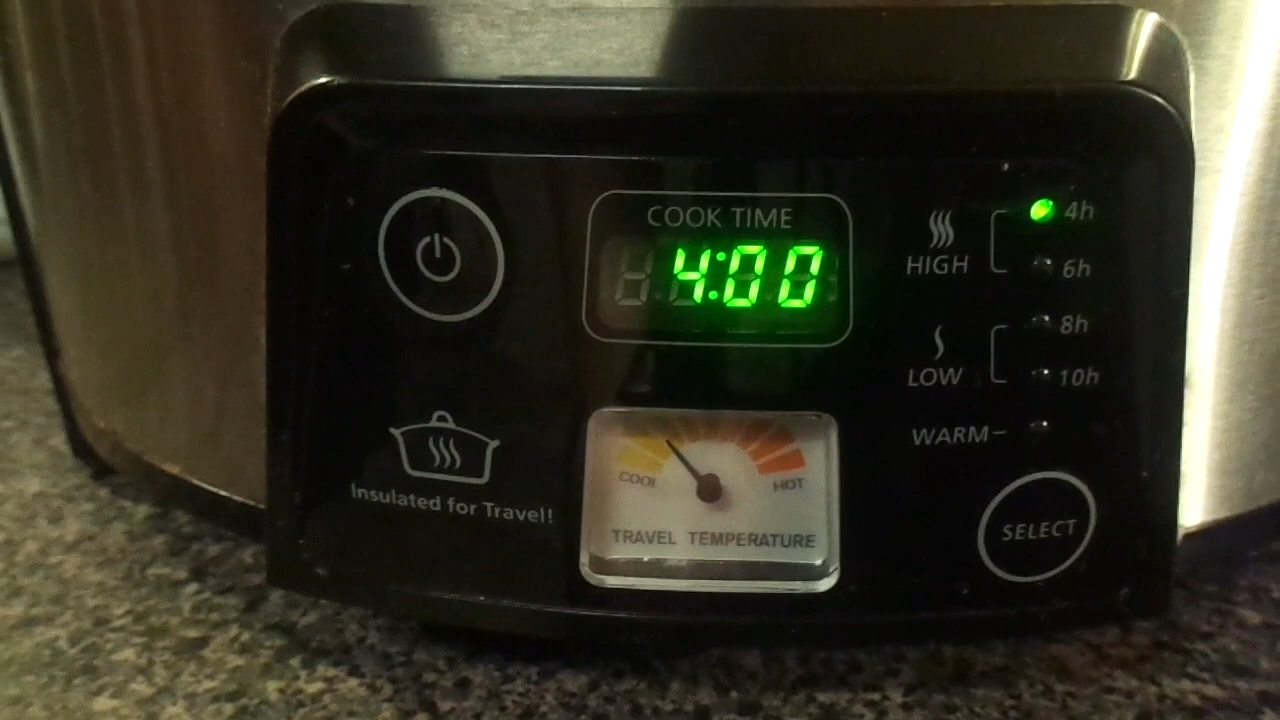 COOK TIME
4:00
HIGH
4h
6h
LOW
8h
10h
WARM
SELECT
Insulated for Travel!
COOL
HOT
TRAVEL TEMPERATURE